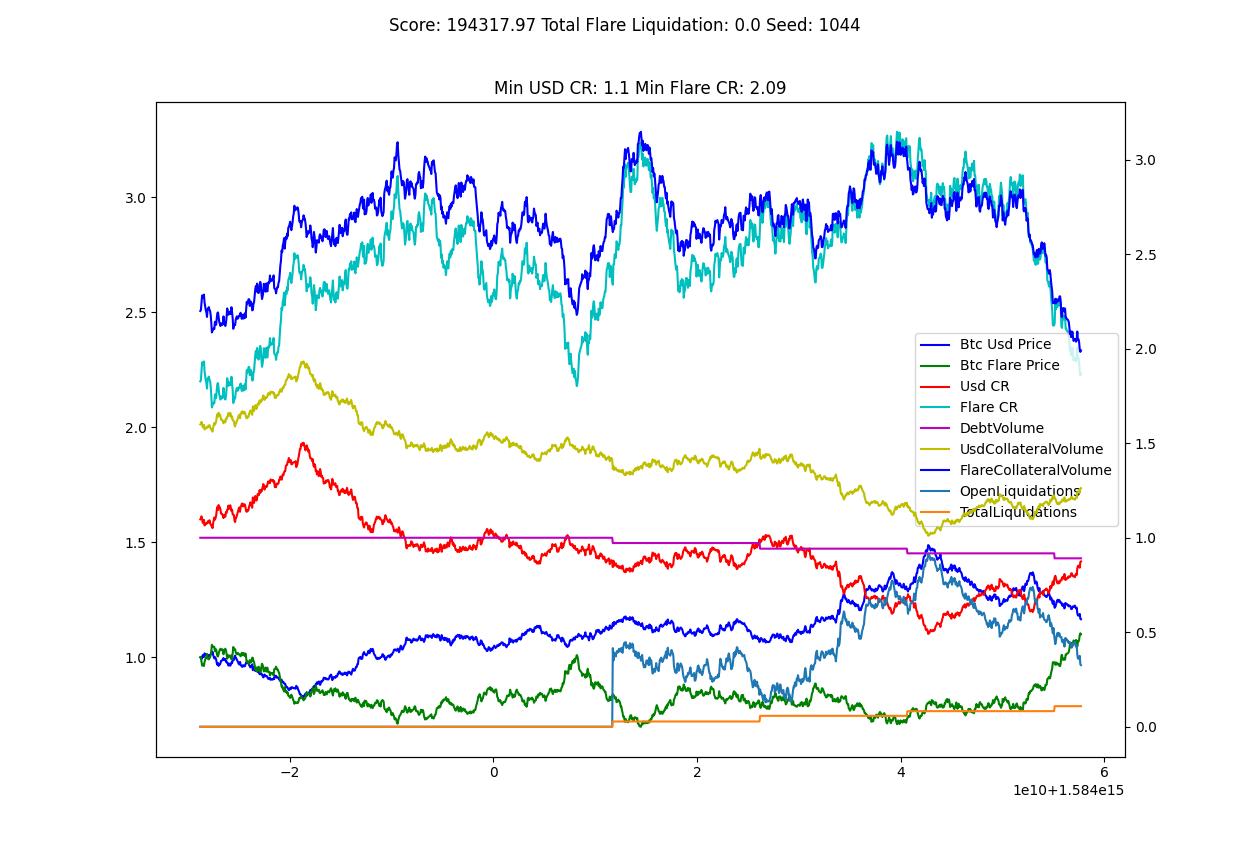 Score: 194317.97 Total Flare Liquidation: 0.0 Seed: 1044
Min USD CR: 1.1 Min Flare CR: 2.09
3.0
2.5
2.0
1.5
1.0
3.0
2.5
2.0
1.5
1.0
0.5
0.0
Btc Usd Price
Btc Flare Price
Usd CR
Flare CR
DebtVolume
UsdCollateralVolume
FlareCollateralVolume
OpenLiquidations
TotalLiquidations
−2 0 2 4 6
1e10+1.584e15